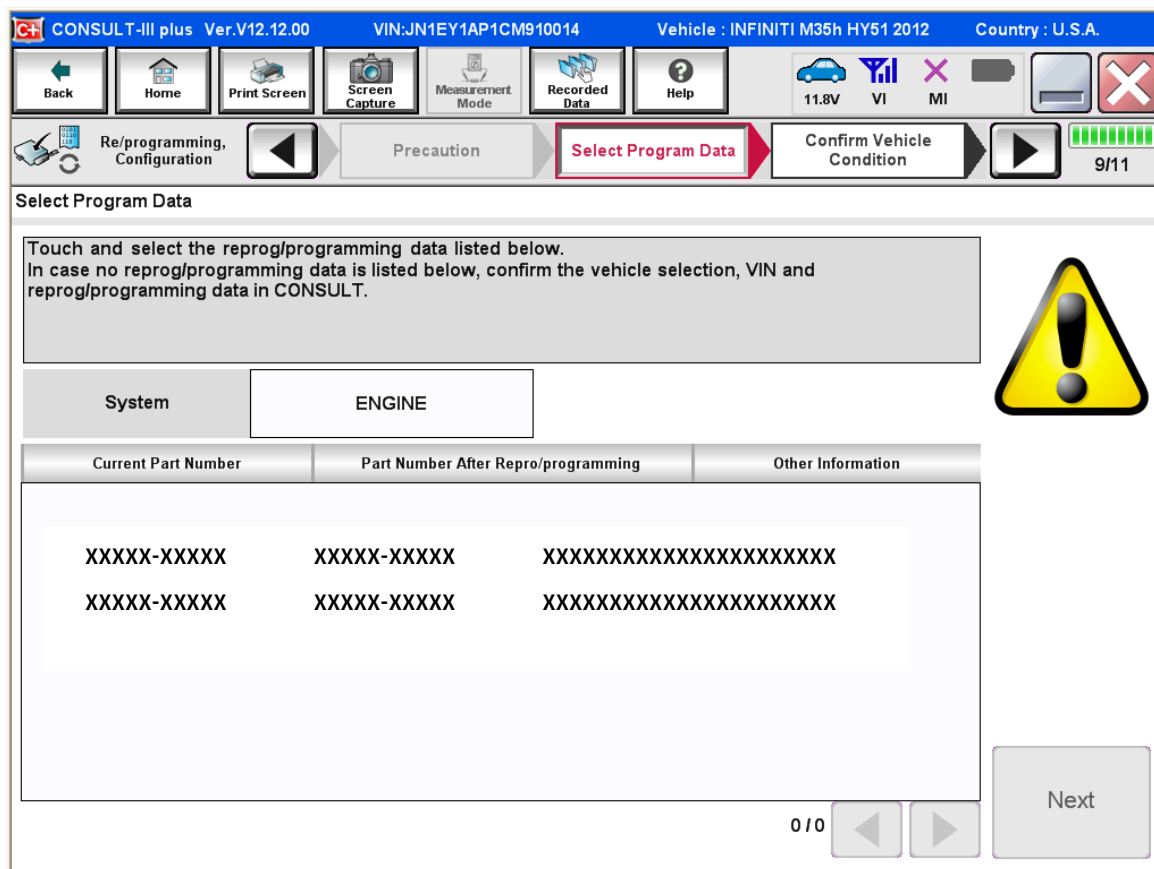 C+ CONSULT-III plus Ver.V12.12.00 VIN:JN1EY1AP1CM910014 Vehicle : INFINITI M35h HY51 2012 Country : U.S.A.
Back Home Print Screen Screen Capture Measurement Mode Recorded Data Help 11.8V VI MI
Re/programming, Configuration Precaution Select Program Data Confirm Vehicle Condition 9/11
Select Program Data
Touch and select the reprog/programming data listed below.
In case no reprog/programming data is listed below, confirm the vehicle selection, VIN and
reprog/programming data in CONSULT.
System ENGINE
Current Part Number Part Number After Repro/programming Other Information
XXXXX-XXXXX XXXXX-XXXXX XXXXXXXXXXXXXXXXXXXXXX
XXXXX-XXXXX XXXXX-XXXXX XXXXXXXXXXXXXXXXXXXXXX
Next
0/0